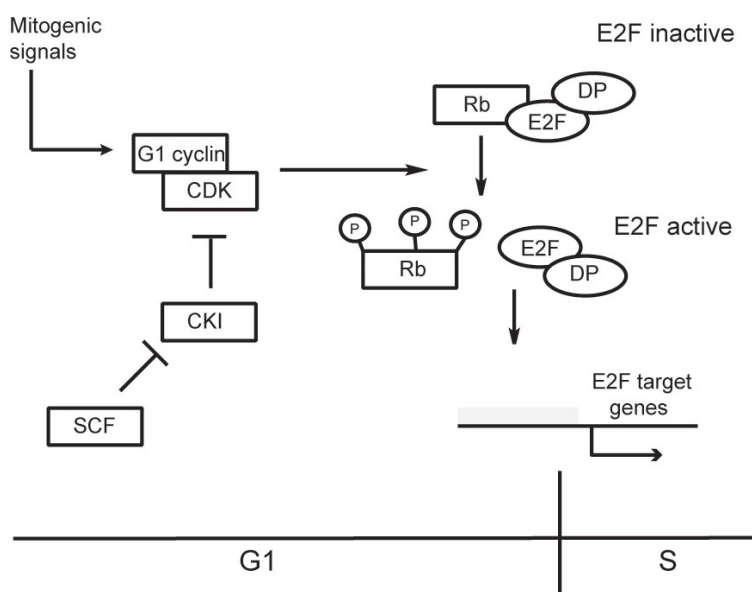 Mitogenic
signals
E2F inactive
Rb
E2F
DP
G1 cyclin
CDK
P
P
P
Rb
E2F active
E2F
DP
CKI
SCF
E2F target
genes
G1
S